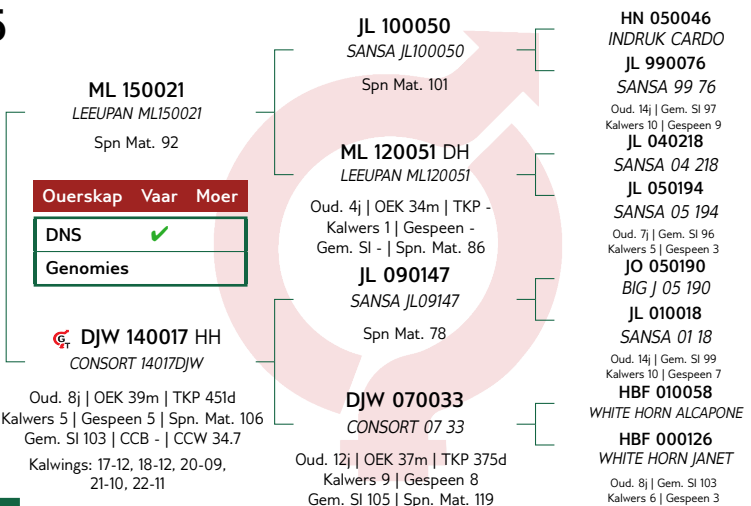 5
ML 150021
LEEUPAN ML150021
Spn Mat. 92
Ouerskap Vaar Moer
DNS ✔
Genomies
GT DJW 140017 HH
CONSORT 14017DJW
Oud. 8j | OEK 39m | TKP 451d
Kalwers 5 | Gespeen 5 | Spn. Mat. 106
Gem. SI 103 | CCB - | CCW 34.7
Kalwings: 17-12, 18-12, 20-09,
21-10, 22-11
JL 100050
SANSA JL100050
Spn Mat. 101
ML 120051 DH
LEEUPAN ML120051
Oud. 4j | OEK 34m | TKP -
Kalwers 1 | Gespeen -
Gem. SI - | Spn. Mat. 86
JL 090147
SANSA JL09147
Spn Mat. 78
DJW 070033
CONSORT 07 33
Oud. 12j | OEK 37m | TKP 375d
Kalwers 9 | Gespeen 8
Gem. SI 105 | Spn. Mat. 119
HN 050046
INDRUK CARDO
JL 990076
SANSA 99 76
Oud. 14j | Gem. SI 97
Kalwers 10 | Gespeen 9
JL 040218
SANSA 04 218
JL 050194
SANSA 05 194
Oud. 7j | Gem. SI 96
Kalwers 5 | Gespeen 3
JO 050190
BIG J 05 190
JL 010018
SANSA 01 18
Oud. 14j | Gem. SI 99
Kalwers 10 | Gespeen 7
HBF 010058
WHITE HORN ALCAPONE
HBF 000126
WHITE HORN JANET
Oud. 8j | Gem. SI 103
Kalwers 6 | Gespeen 3